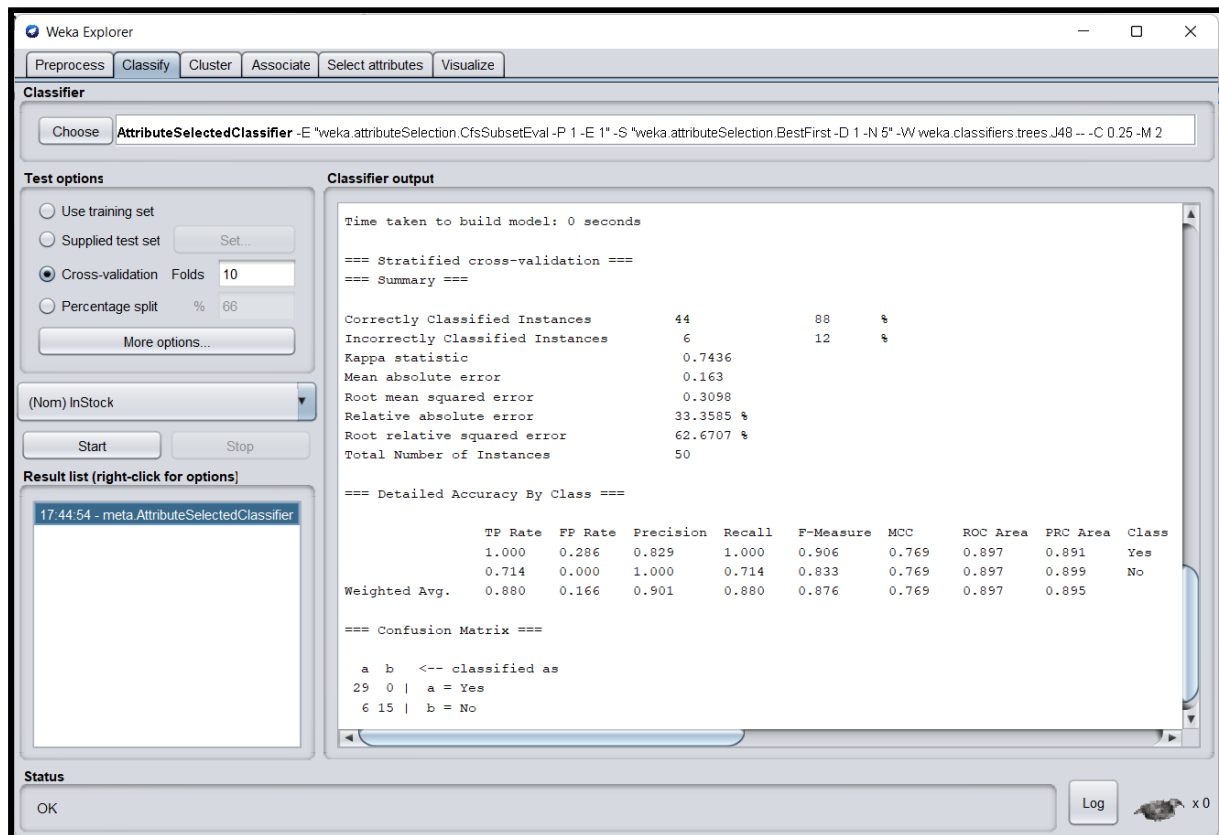 Weka Explorer
Preprocess Classify Cluster Associate Select attributes Visualize
Classifier
Choose AttributeSelectedClassifier -E "weka.attributeSelection.CfsSubsetEval -P 1 -E 1" -S "weka.attributeSelection.BestFirst -D 1 -N 5" -W weka.classifiers.trees.J48 -- -C 0.25 -M 2
Test options
Use training set
Supplied test set Set...
Cross-validation Folds 10
Percentage split % 66
More options...
(Nom) InStock
Start Stop
Result list (right-click for options)
17:44:54 - meta.AttributeSelectedClassifier
Classifier output
Time taken to build model: 0 seconds
=== Stratified cross-validation ===
=== Summary ===
Correctly Classified Instances 44 88 %
Incorrectly Classified Instances 6 12 %
Kappa statistic 0.7436
Mean absolute error 0.163
Root mean squared error 0.3098
Relative absolute error 33.3585 %
Root relative squared error 62.6707 %
Total Number of Instances 50
=== Detailed Accuracy By Class ===
TP Rate FP Rate Precision Recall F-Measure MCC ROC Area PRC Area Class
1.000 0.286 0.829 1.000 0.906 0.769 0.897 0.891 Yes
0.714 0.000 1.000 0.714 0.833 0.769 0.897 0.899 No
Weighted Avg. 0.880 0.166 0.901 0.880 0.876 0.769 0.897 0.895
=== Confusion Matrix ===
a b <-- classified as
29 0 | a = Yes
6 15 | b = No
Status
OK
Log x 0